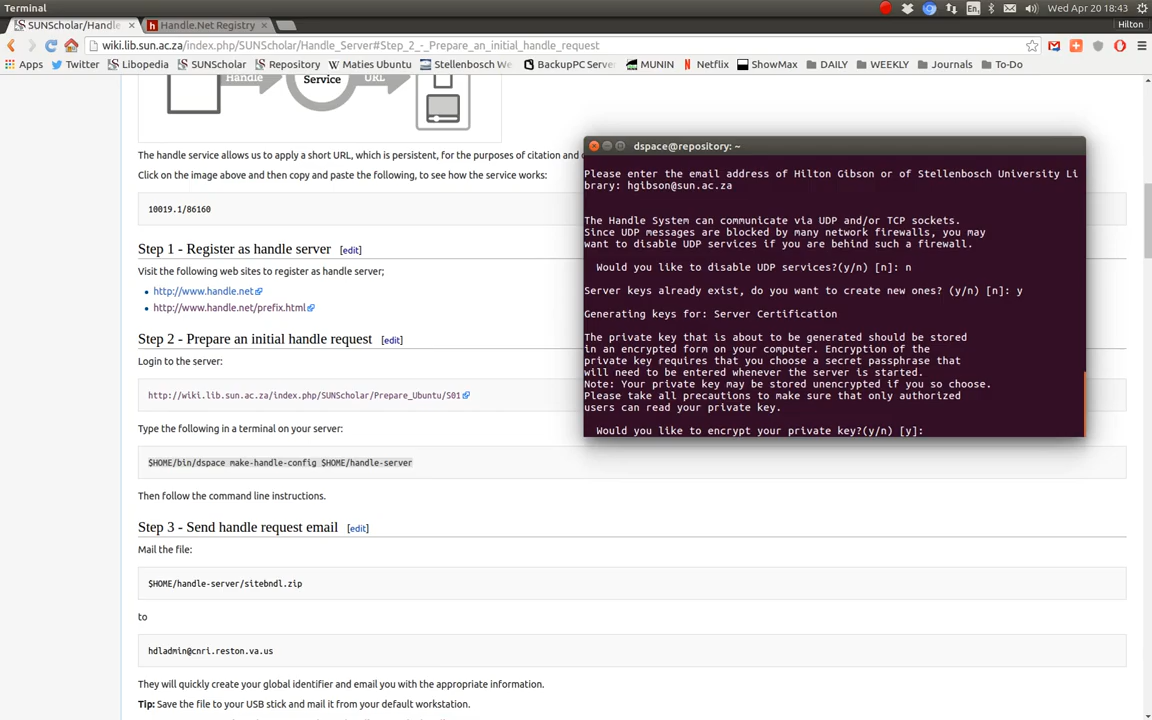 Terminal
En
Wed Apr 20 18:43
SUNScholar/Handle
Handle.Net Registry
Hilton
wiki.lib.sun.ac.za/index.php/SUNScholar/Handle_Server#Step_2_-_Prepare_an_initial_handle_request
Apps
Twitter
Libopedia
SUNScholar
Repository
Maties Ubuntu
Stellenbosch We
BackupPC Server
MUNIN
Netflix
ShowMax
DAILY
WEEKLY
Journals
To-Do
Handle
Service
URL
The handle service allows us to apply a short URL, which is persistent, for the purposes of citation and
Click on the image above and then copy and paste the following, to see how the service works:
10019.1/86160
Step 1 - Register as handle server [edit]
Visit the following web sites to register as handle server;
http://www.handle.net
http://www.handle.net/prefix.html
Step 2 - Prepare an initial handle request [edit]
Login to the server:
http://wiki.lib.sun.ac.za/index.php/SUNScholar/Prepare_Ubuntu/S01
Type the following in a terminal on your server:
$HOME/bin/dspace make-handle-config $HOME/handle-server
Then follow the command line instructions.
Step 3 - Send handle request email [edit]
Mail the file:
$HOME/handle-server/sitebndl.zip
to
hdladmin@cnri.reston.va.us
They will quickly create your global identifier and email you with the appropriate information.
Tip: Save the file to your USB stick and mail it from your default workstation.
dspace@repository: ~
Please enter the email address of Hilton Gibson or of Stellenbosch University Li
brary: hgibson@sun.ac.za
The Handle System can communicate via UDP and/or TCP sockets.
Since UDP messages are blocked by many network firewalls, you may
want to disable UDP services if you are behind such a firewall.
Would you like to disable UDP services?(y/n) [n]: n
Server keys already exist, do you want to create new ones? (y/n) [n]: y
Generating keys for: Server Certification
The private key that is about to be generated should be stored
in an encrypted form on your computer. Encryption of the
private key requires that you choose a secret passphrase that
will need to be entered whenever the server is started.
Note: Your private key may be stored unencrypted if you so choose.
Please take all precautions to make sure that only authorized
users can read your private key.
Would you like to encrypt your private key?(y/n) [y]: